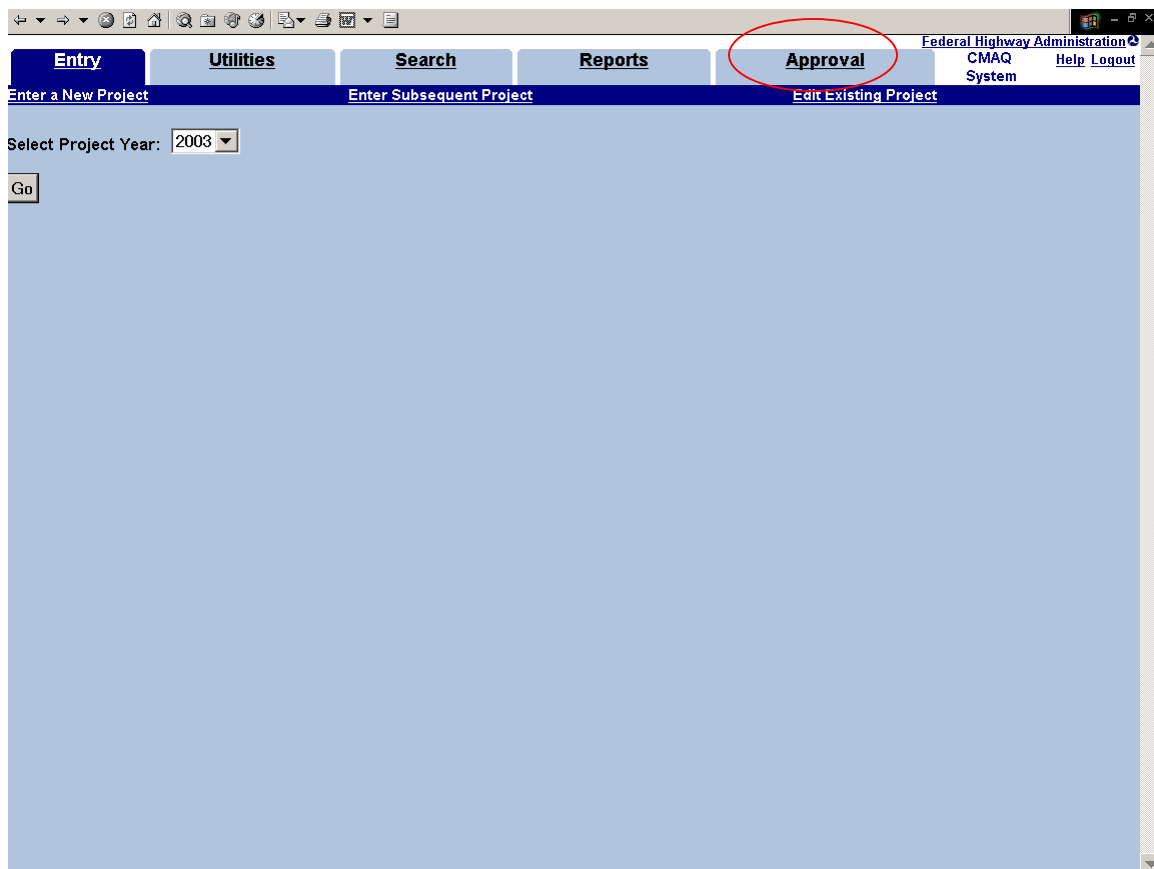 Federal Highway Administration
Entry Utilities Search Reports Approval CMAQ System Help Logout
Enter a New Project Enter Subsequent Project Edit Existing Project
Select Project Year: 2003
Go